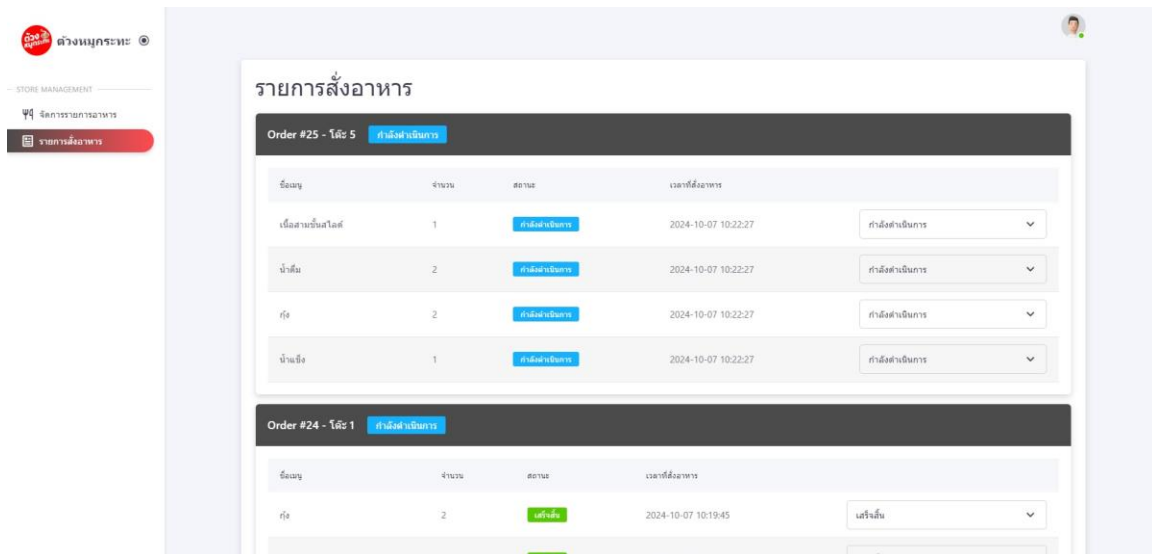 ด้วง
หมูกระทะ
ด้วงหมูกระทะ
STORE MANAGEMENT
จัดการรายการอาหาร
รายการสั่งอาหาร
รายการสั่งอาหาร
Order #25 - โต๊ะ 5 กำลังดำเนินการ
ชื่อเมนู จำนวน สถานะ เวลาที่สั่งอาหาร
เนื้อสามชั้นสไลด์ 1 กำลังดำเนินการ 2024-10-07 10:22:27 กำลังดำเนินการ
น้ำดื่ม 2 กำลังดำเนินการ 2024-10-07 10:22:27 กำลังดำเนินการ
กุ้ง 2 กำลังดำเนินการ 2024-10-07 10:22:27 กำลังดำเนินการ
น้ำแข็ง 1 กำลังดำเนินการ 2024-10-07 10:22:27 กำลังดำเนินการ
Order #24 - โต๊ะ 1 กำลังดำเนินการ
ชื่อเมนู จำนวน สถานะ เวลาที่สั่งอาหาร
กุ้ง 2 เสร็จสิ้น 2024-10-07 10:19:45 เสร็จสิ้น